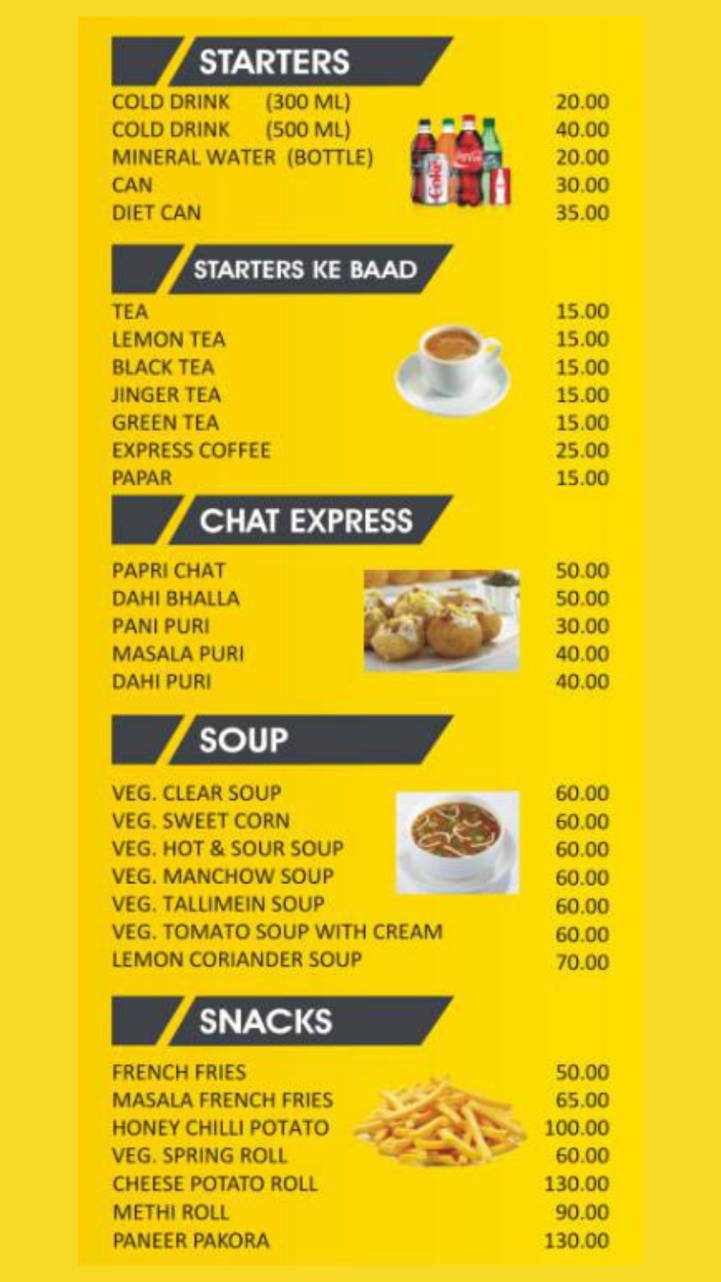 STARTERS
COLD DRINK (300 ML) 20.00
COLD DRINK (500 ML) 40.00
MINERAL WATER (BOTTLE) 20.00
CAN 30.00
DIET CAN 35.00
STARTERS KE BAAD
TEA 15.00
LEMON TEA 15.00
BLACK TEA 15.00
JINGER TEA 15.00
GREEN TEA 15.00
EXPRESS COFFEE 25.00
PAPAR 15.00
CHAT EXPRESS
PAPRI CHAT 50.00
DAHI BHALLA 50.00
PANI PURI 30.00
MASALA PURI 40.00
DAHI PURI 40.00
SOUP
VEG. CLEAR SOUP 60.00
VEG. SWEET CORN 60.00
VEG. HOT & SOUR SOUP 60.00
VEG. MANCHOW SOUP 60.00
VEG. TALLIMEIN SOUP 60.00
VEG. TOMATO SOUP WITH CREAM 60.00
LEMON CORIANDER SOUP 70.00
SNACKS
FRENCH FRIES 50.00
MASALA FRENCH FRIES 65.00
HONEY CHILLI POTATO 100.00
VEG. SPRING ROLL 60.00
CHEESE POTATO ROLL 130.00
METHI ROLL 90.00
PANEER PAKORA 130.00